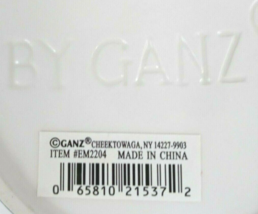 BY GANZ
©GANZ® CHEEKTOWAGA, NY 14227-9903
ITEM #EM2204 MADE IN CHINA
0 65810 21537 2